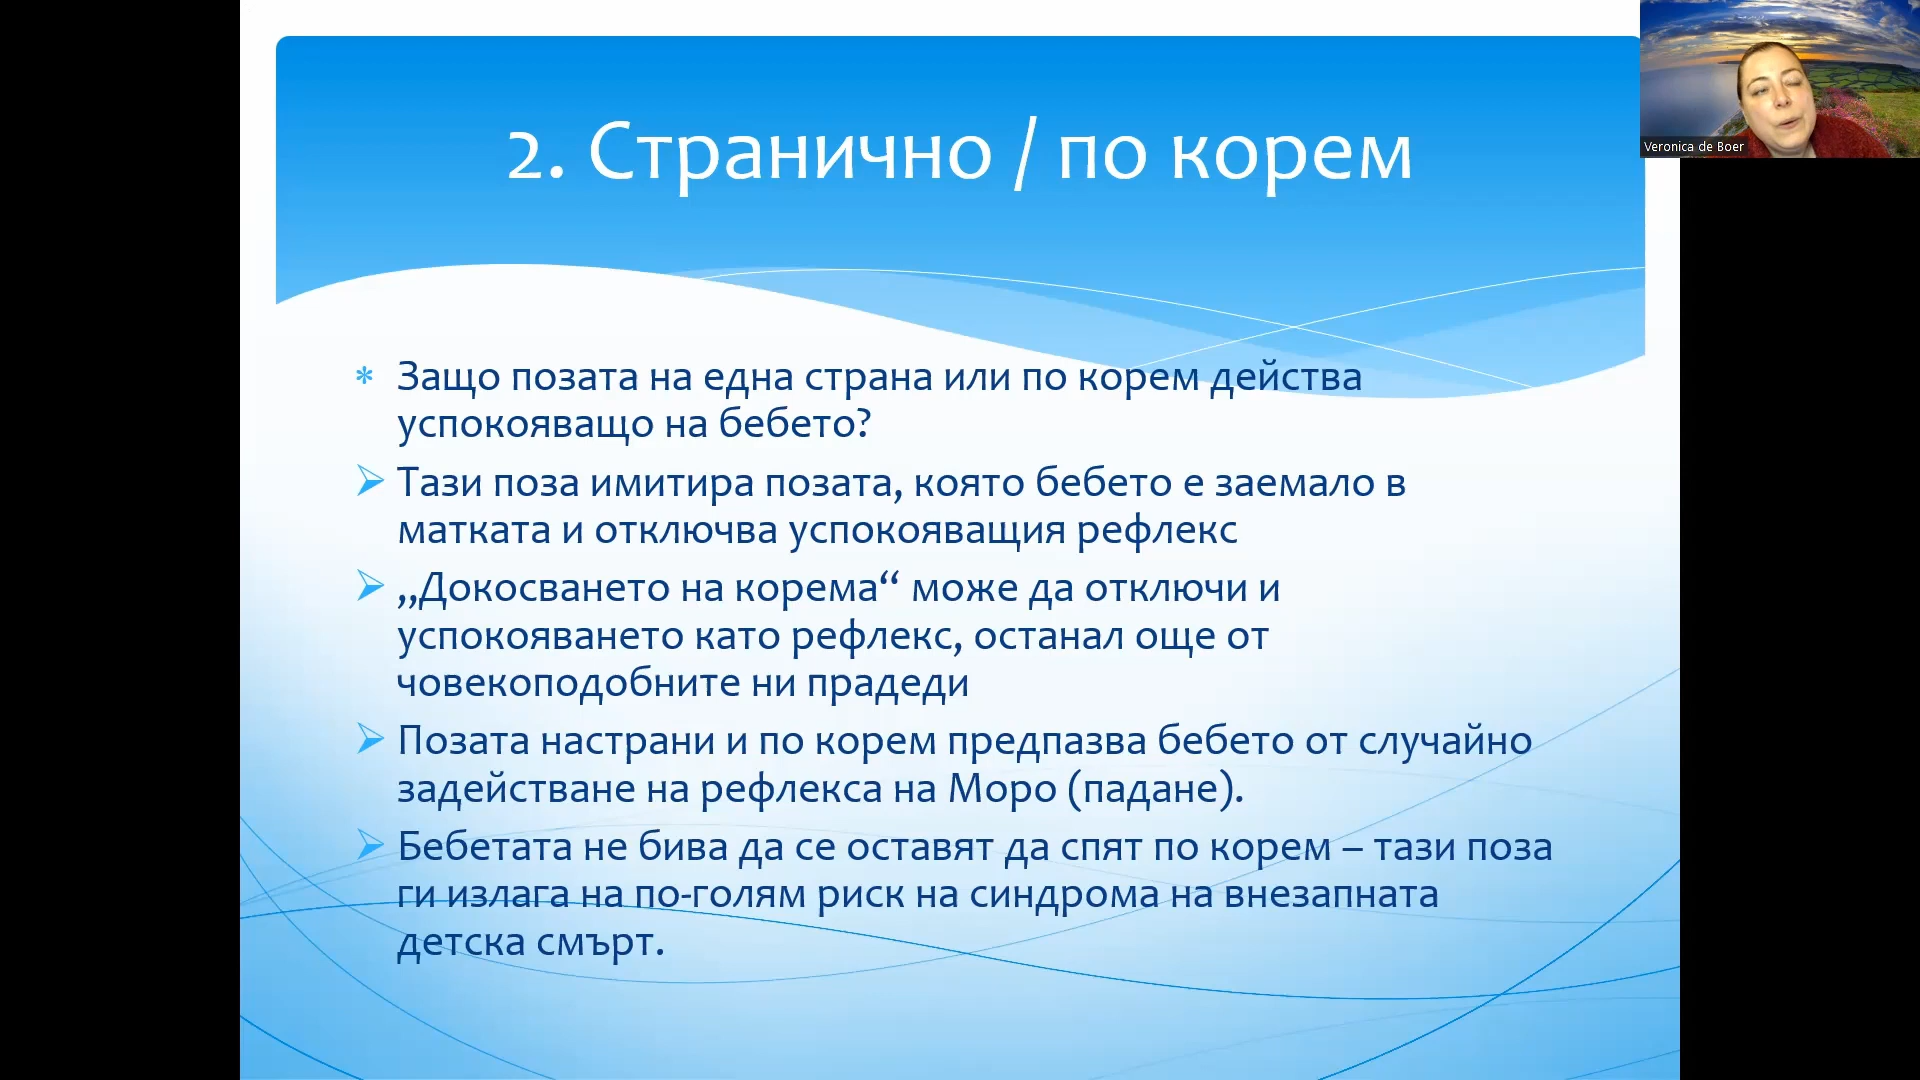 2. Странично / по корем
Veronica de Boer
* Защо позата на една страна или по корем действа
успокояващо на бебето?
Тази поза имитира позата, която бебето е заемало в
матката и отключва успокояващия рефлекс
„Докосването на корема“ може да отключи и
успокояването като рефлекс, останал още от
човекоподобните ни прадеди
Позата настрани и по корем предпазва бебето от случайно
задействане на рефлекса на Моро (падане).
Бебетата не бива да се оставят да спят по корем – тази поза
ги излага на по-голям риск на синдрома на внезапната
детска смърт.